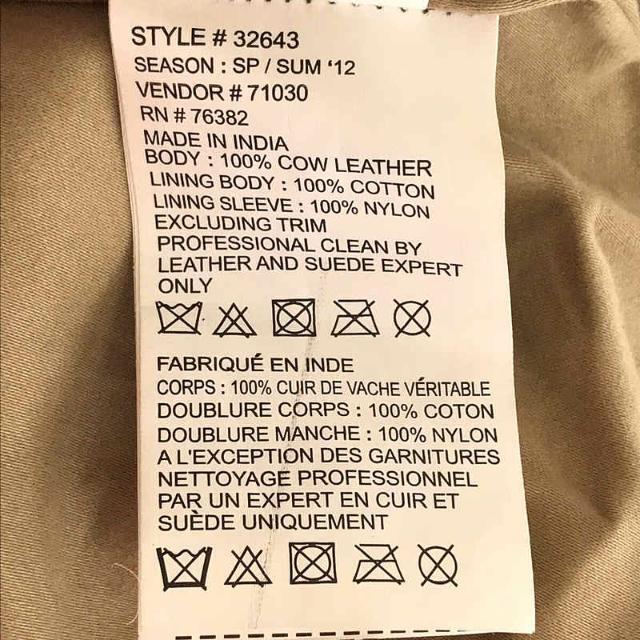 STYLE # 32643
SEASON : SP / SUM '12
VENDOR # 71030
RN # 76382
MADE IN INDIA
BODY : 100% COW LEATHER
LINING BODY : 100% COTTON
LINING SLEEVE : 100% NYLON
EXCLUDING TRIM
PROFESSIONAL CLEAN BY
LEATHER AND SUEDE EXPERT
ONLY
FABRIQUÉ EN INDE
CORPS : 100% CUIR DE VACHE VÉRITABLE
DOUBLURE CORPS : 100% COTON
DOUBLURE MANCHE : 100% NYLON
A L'EXCEPTION DES GARNITURES
NETTOYAGE PROFESSIONNEL
PAR UN EXPERT EN CUIR ET
SUÈDE UNIQUEMENT